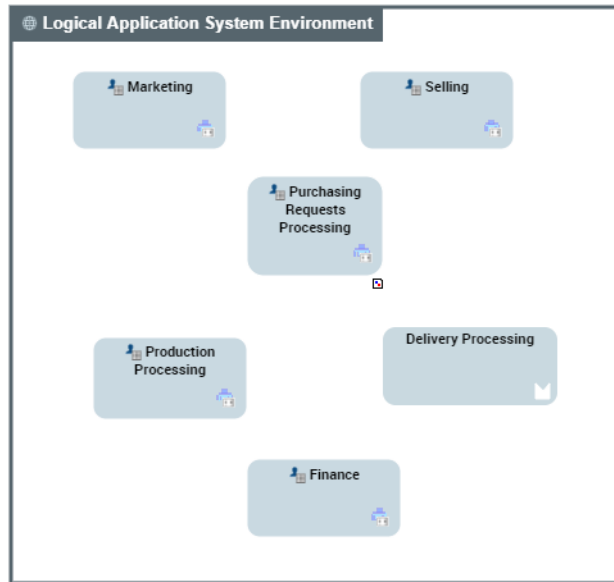 Logical Application System Environment
Marketing
Selling
Purchasing
Requests
Processing
Production
Processing
Delivery Processing
Finance